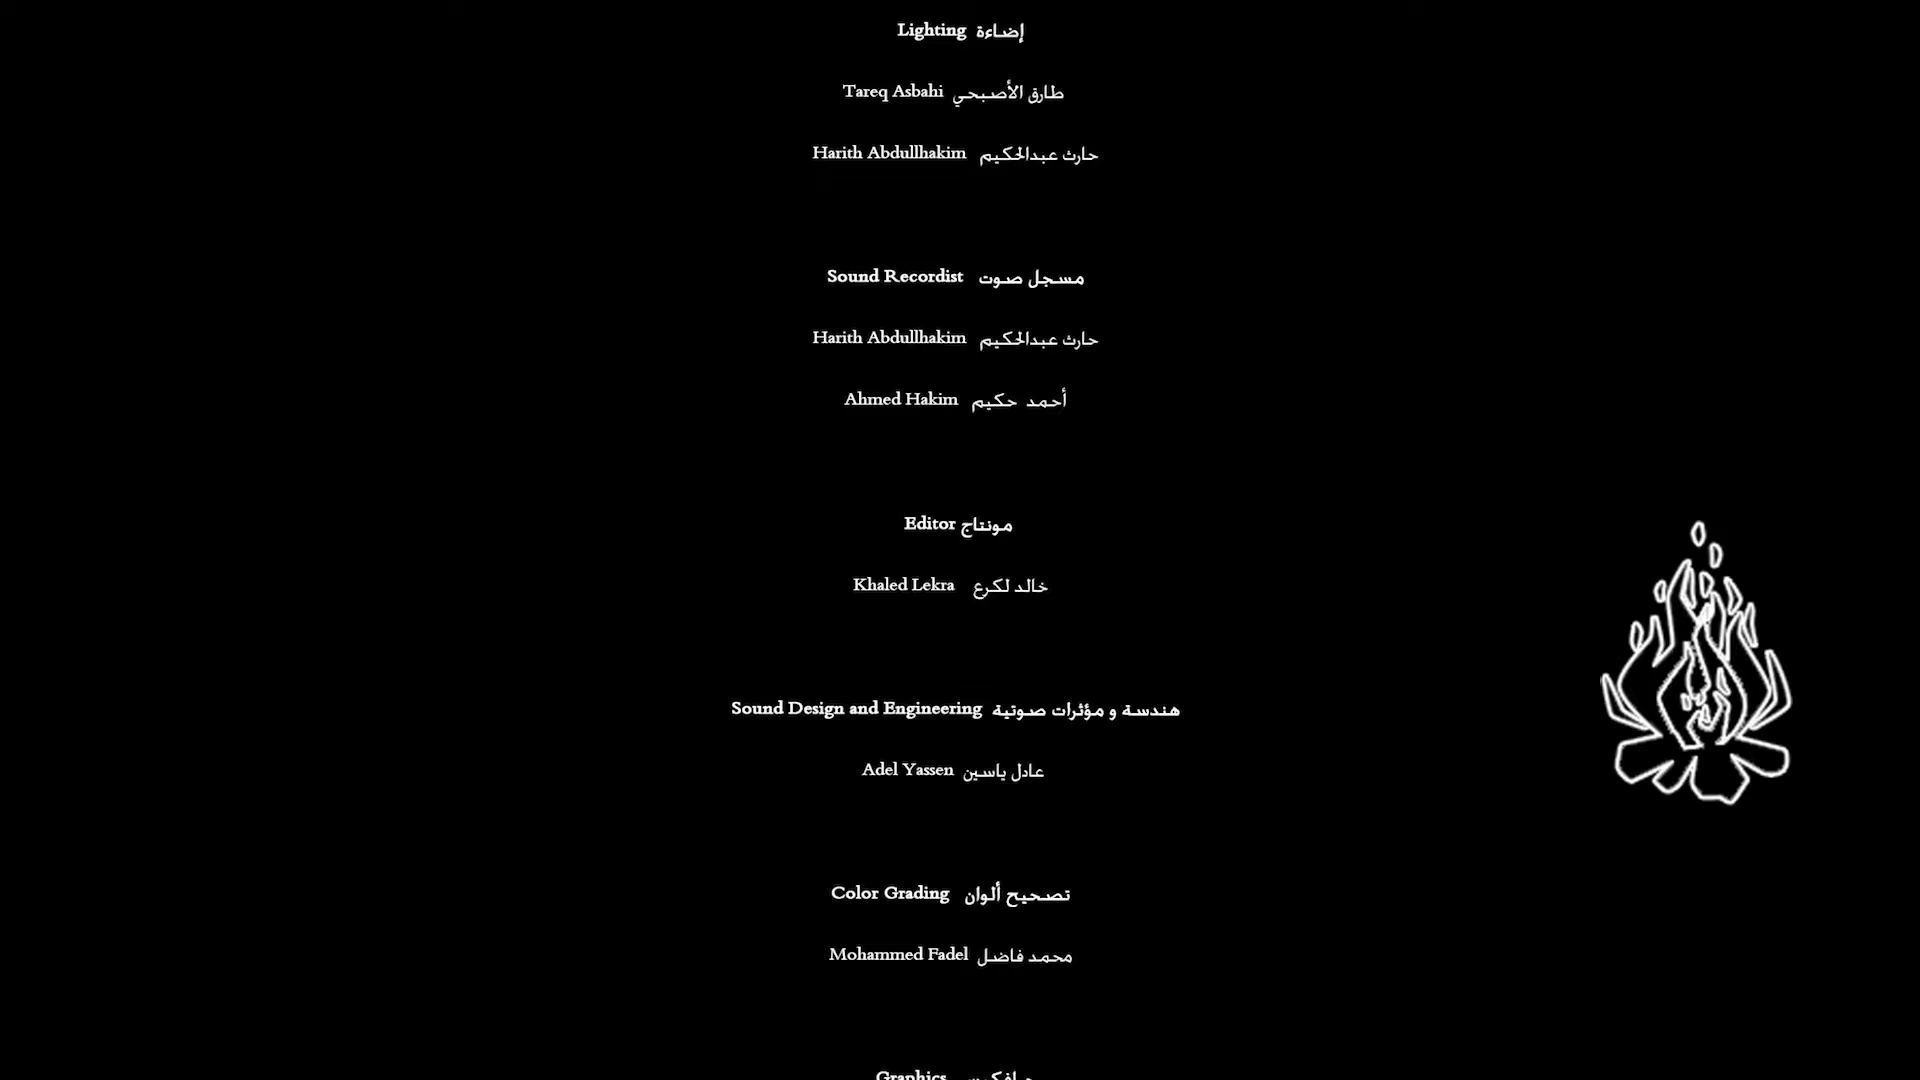 Lighting إضاءة
Tareq Asbahi طارق الأصبحي
Harith Abdullhakim حارث عبدالحكيم
Sound Recordist مسجل صوت
Harith Abdullhakim حارث عبدالحكيم
Ahmed Hakim أحمد حكيم
Editor مونتاج
Khaled Lekra خالد لكرع
Sound Design and Engineering هندسة و مؤثرات صوتية
Adel Yassen عادل ياسين
Color Grading تصحيح ألوان
Mohammed Fadel محمد فاضل
Graphics